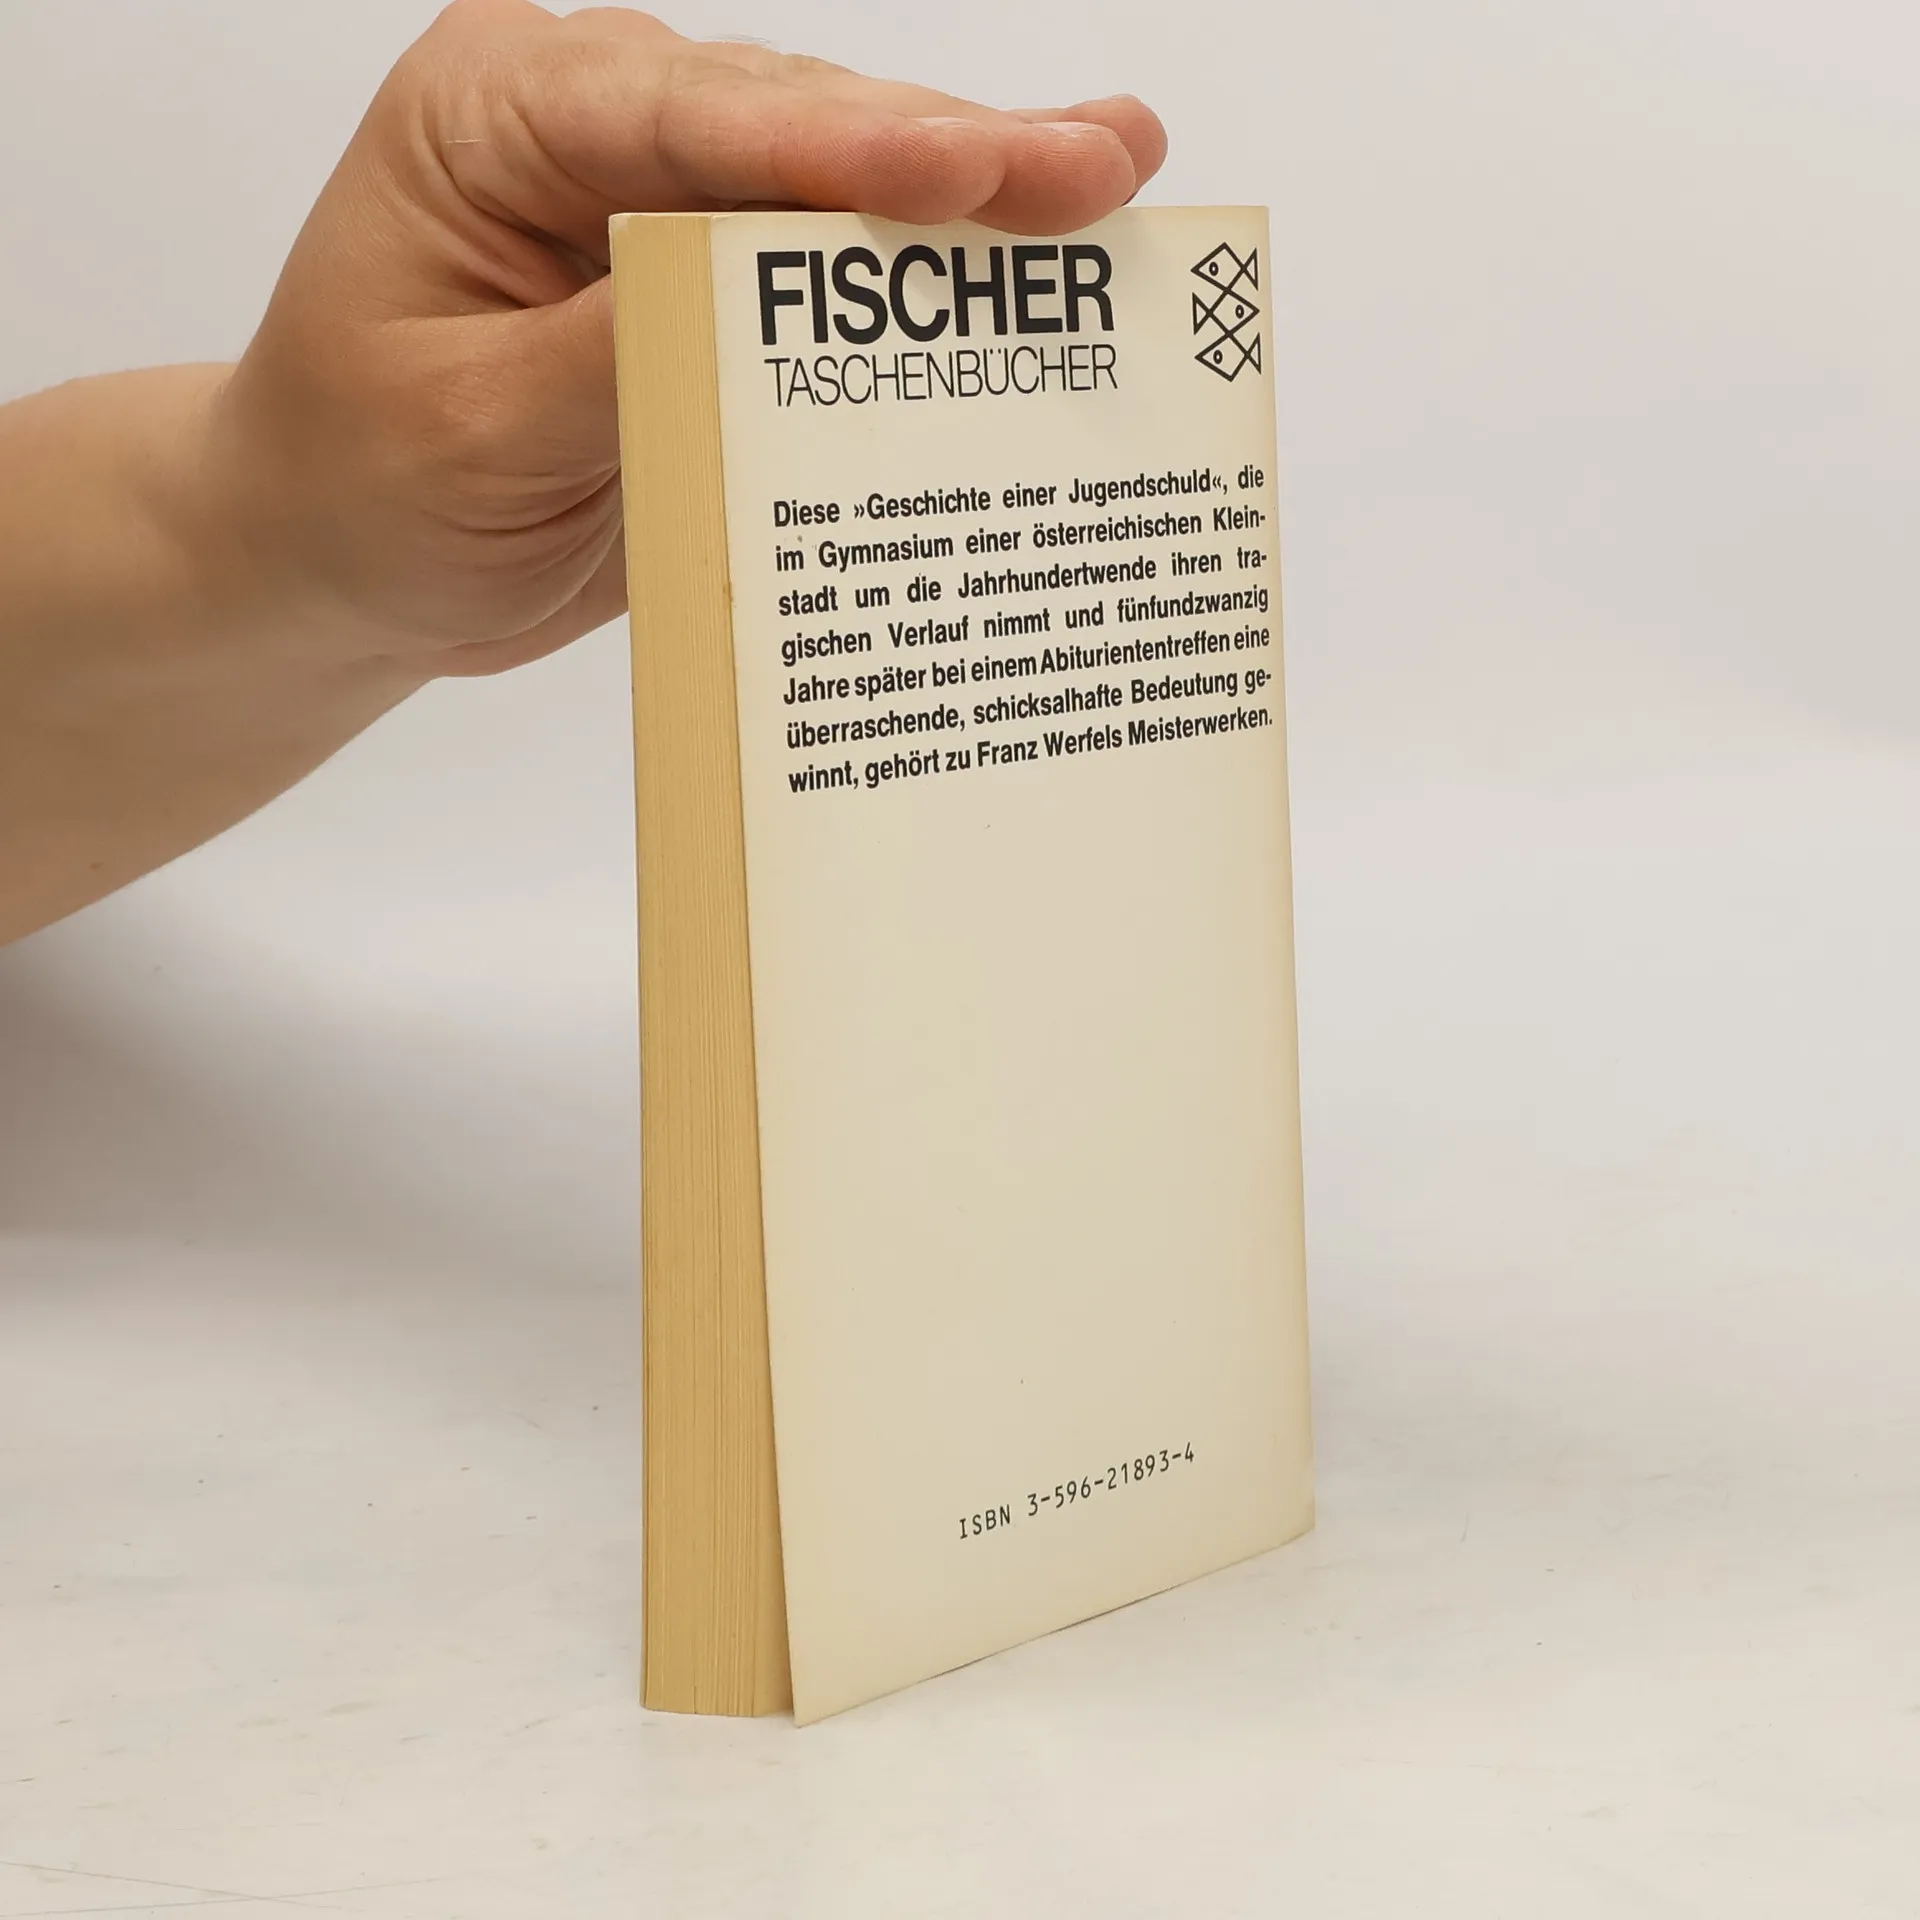 FISCHER
TASCHENBÜCHER
Diese »Geschichte einer Jugendschuld«, die
im Gymnasium einer österreichischen Klein-
stadt um die Jahrhundertwende ihren tra-
gischen Verlauf nimmt und fünfundzwanzig
Jahre später bei einem Abituriententreffen eine
überraschende, schicksalhafte Bedeutung ge-
winnt, gehört zu Franz Werfels Meisterwerken.
ISBN 3-596-21893-4